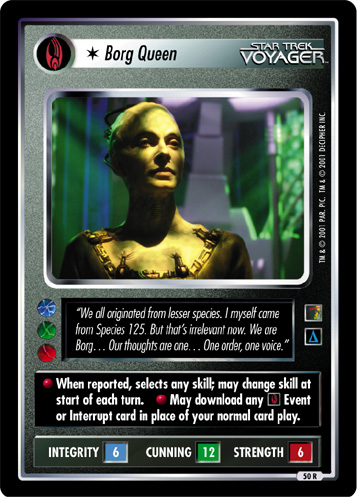 Borg Queen
STAR TREK
VOYAGER
TM & © 2001 PAR. PIC. TM & © 2001 DECIPHER INC.
"We all originated from lesser species. I myself
came from Species 125. But that's irrelevant now. We are
Borg... Our thoughts are one... One order, one voice."
When reported, selects any skill; may change skill at
start of each turn. May download any Event
or Interrupt card in place of your normal card play.
INTEGRITY 6 CUNNING 12 STRENGTH 6
50 R